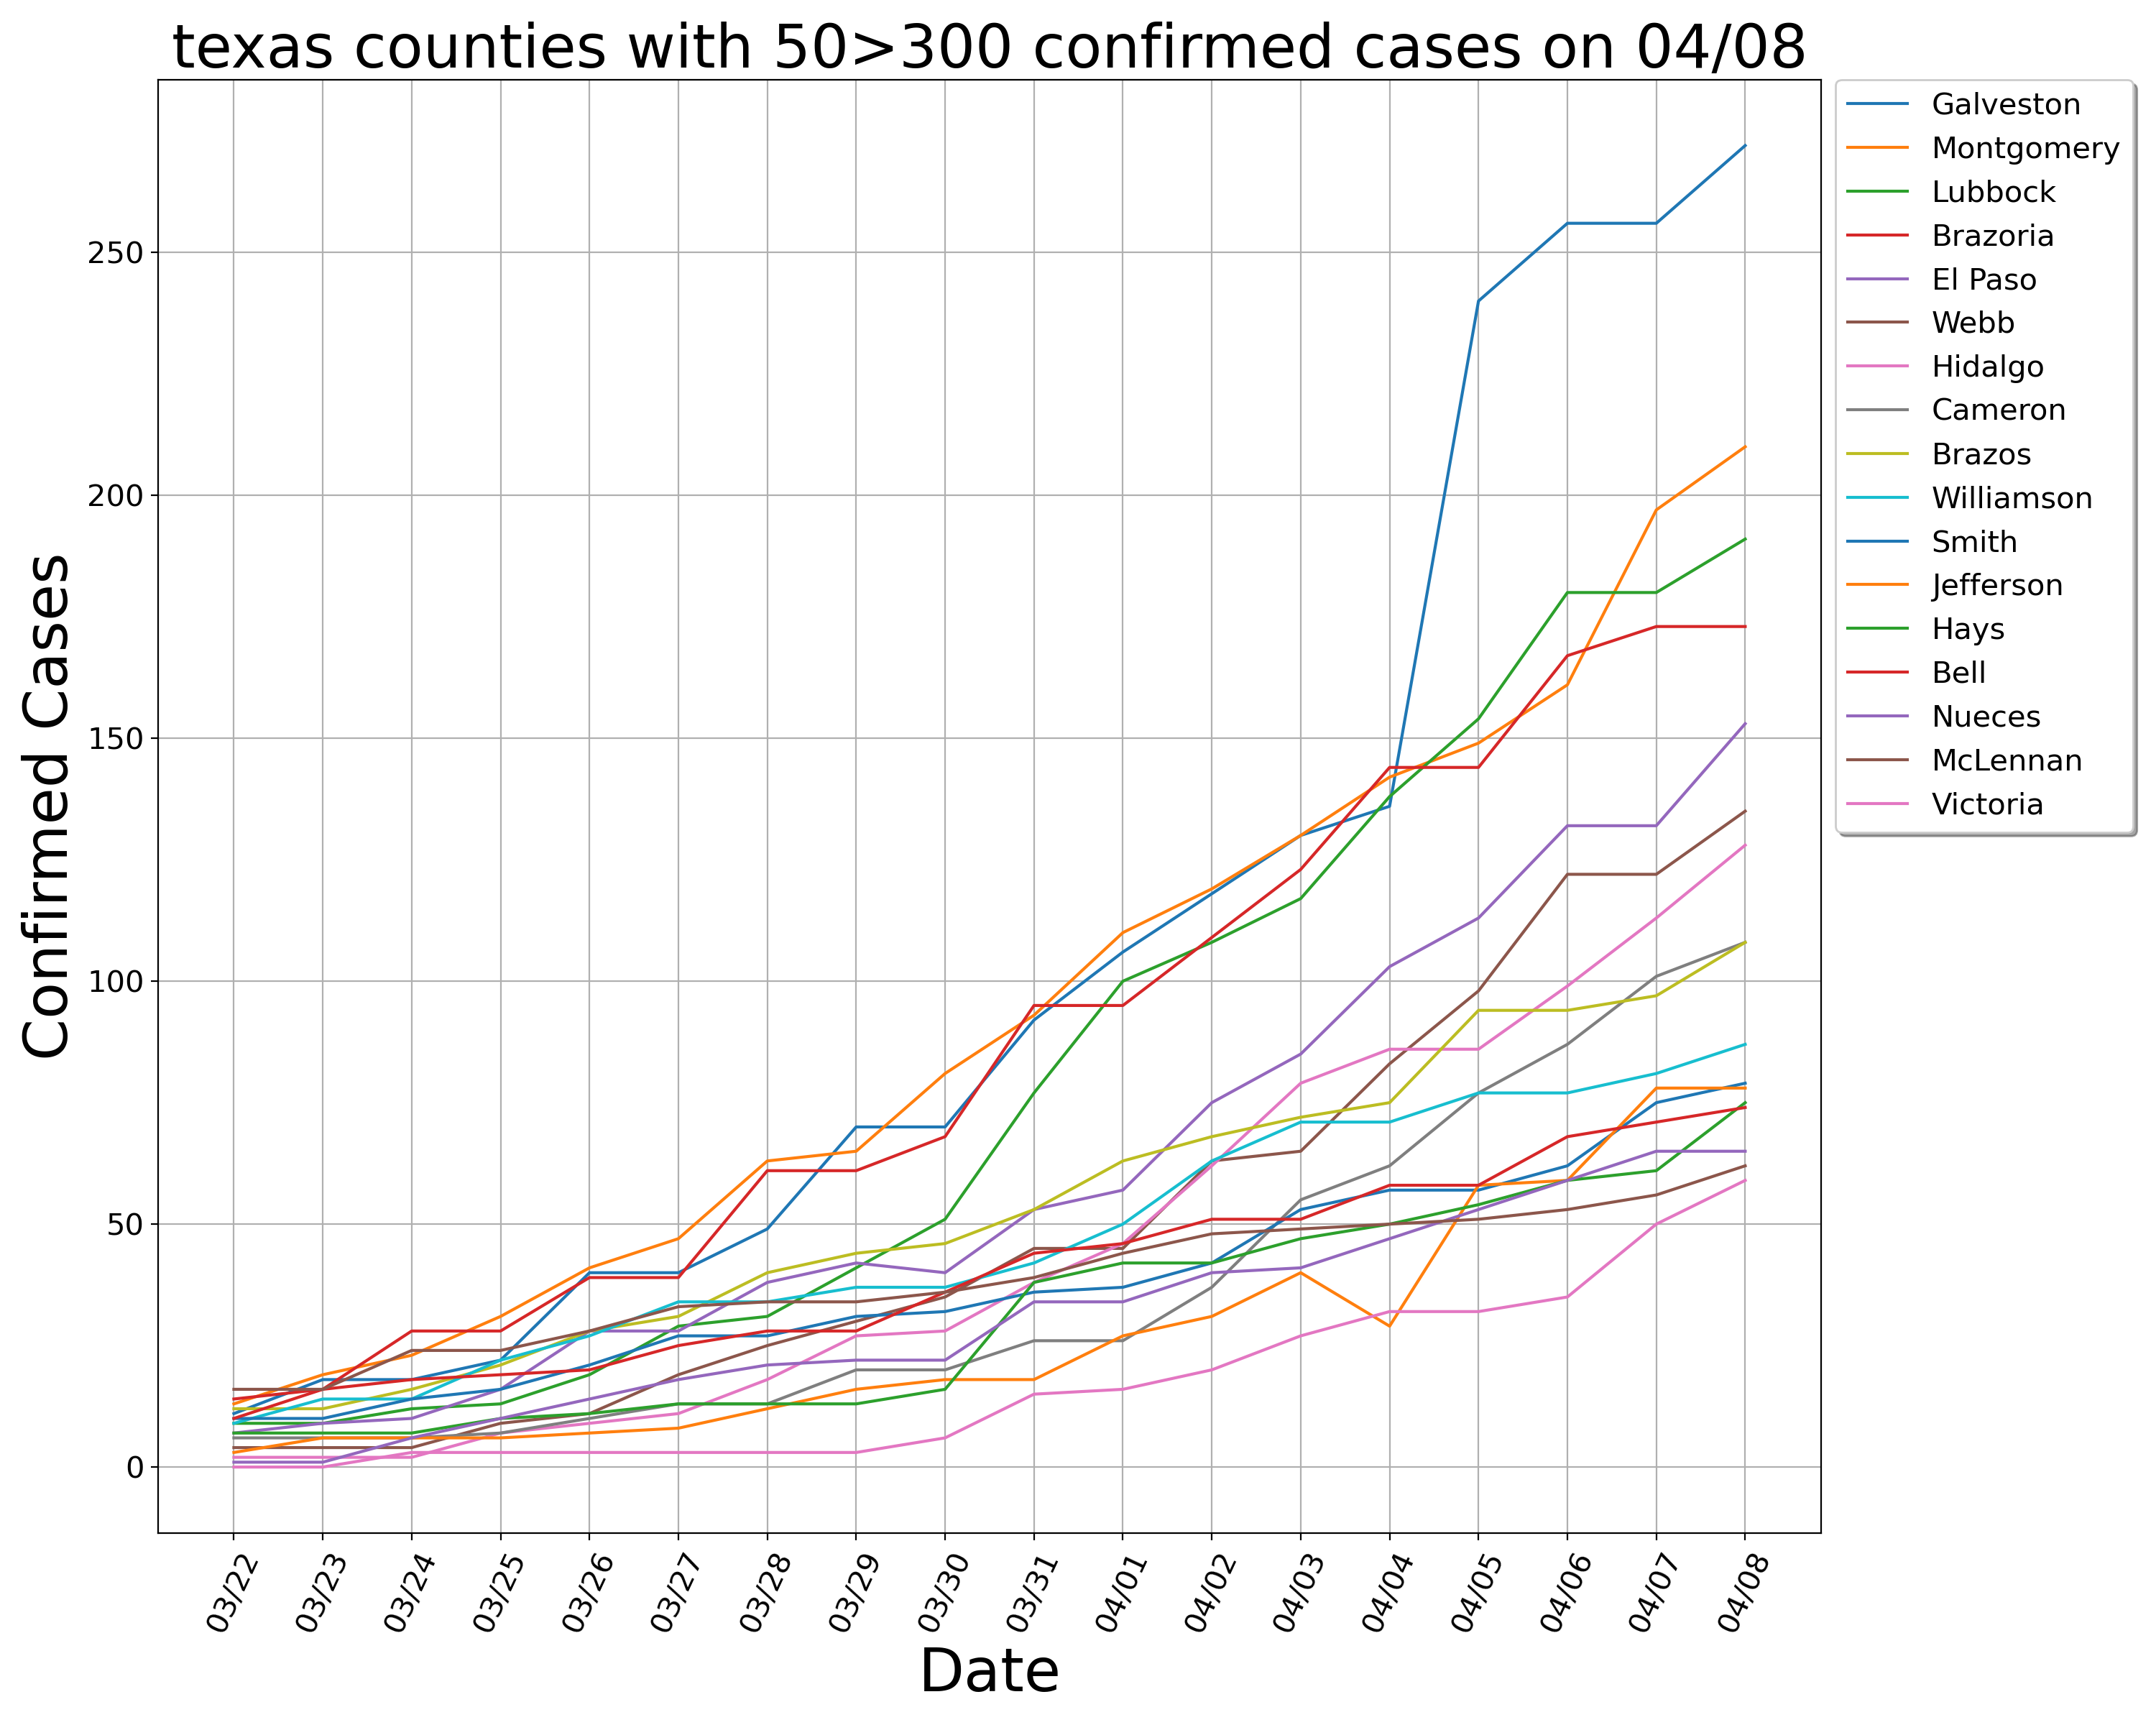 texas counties with 50>300 confirmed cases on 04/08
Galveston
Montgomery
Lubbock
Brazoria
El Paso
Webb
Hidalgo
Cameron
Brazos
Williamson
Smith
Jefferson
Hays
Bell
Nueces
McLennan
Victoria
Confirmed Cases
250
200
150
100
50
0
03/22
03/23
03/24
03/25
03/26
03/27
03/28
03/29
03/30
03/31
04/01
04/02
04/03
04/04
04/05
04/06
04/07
04/08
Date